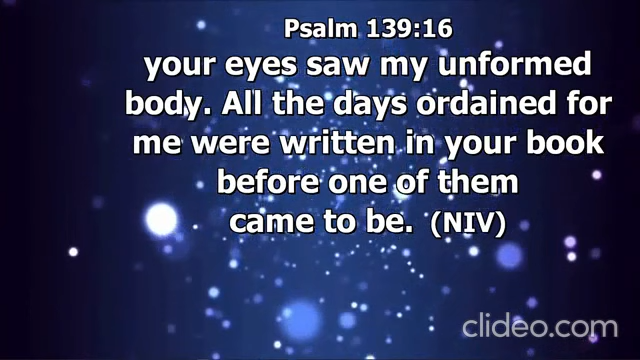 Psalm 139:16
your eyes saw my unformed
body. All the days ordained for
me were written in your book
before one of them
came to be. (NIV)
clideo.com